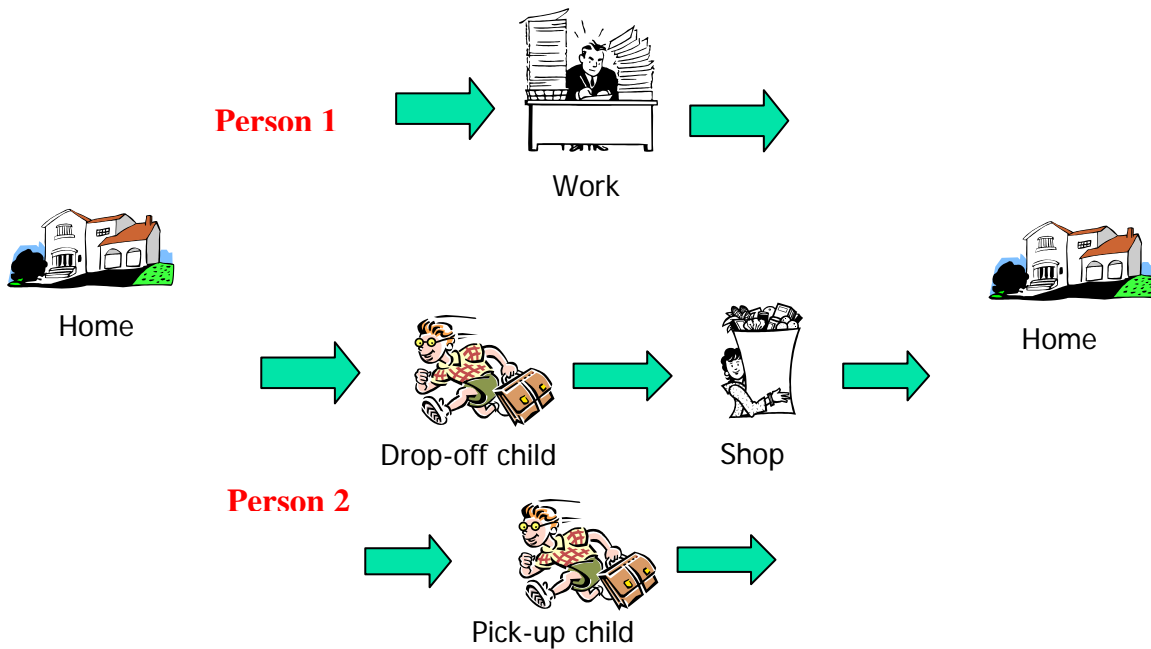 Person 1
Work
Home
Home
Drop-off child
Shop
Person 2
Pick-up child